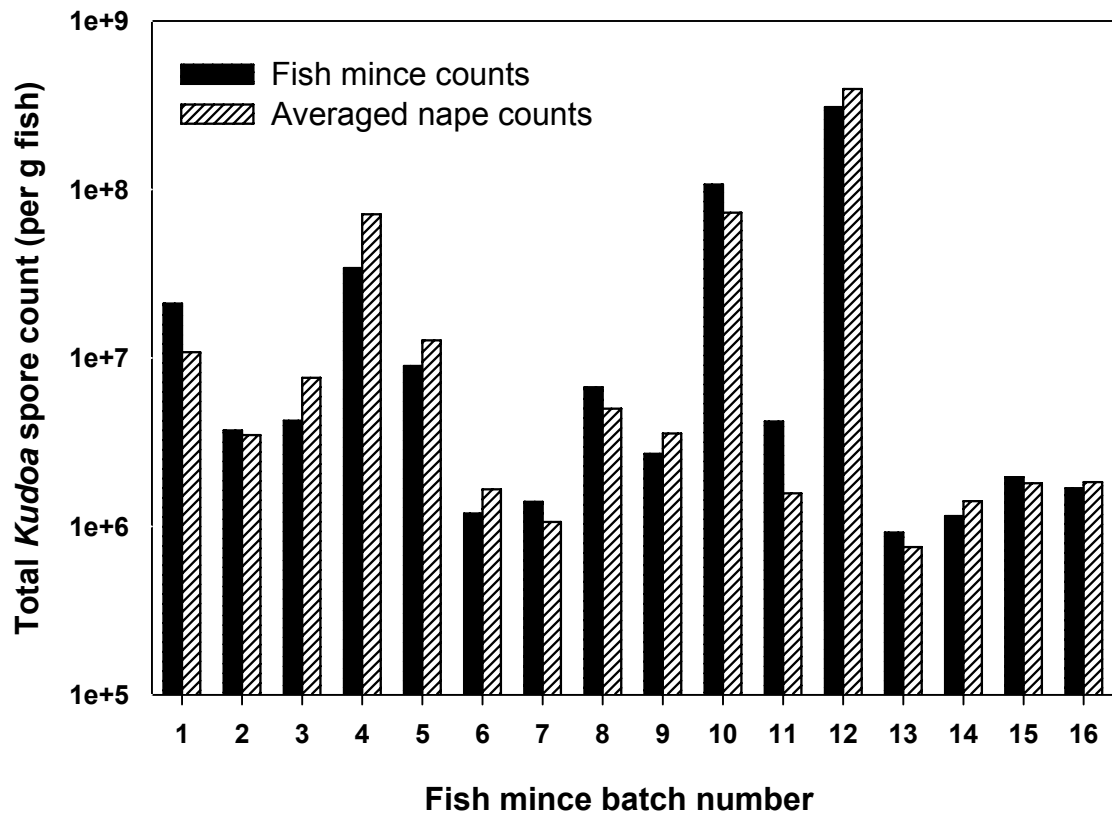 1e+9
Fish mince counts
Averaged nape counts
Total Kudoa spore count (per g fish)
1e+8
1e+7
1e+6
1e+5
1 2 3 4 5 6 7 8 9 10 11 12 13 14 15 16
Fish mince batch number